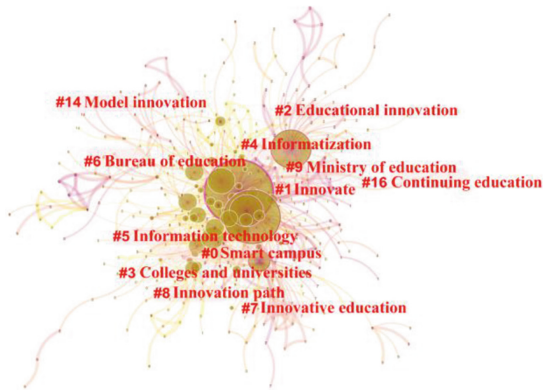 #14 Model innovation
#2 Educational innovation
#4 Informatization
#6 Bureau of education
#9 Ministry of education
#1 Innovate
#16 Continuing education
#5 Information technology
#0 Smart campus
#3 Colleges and universities
#8 Innovation path
#7 Innovative education